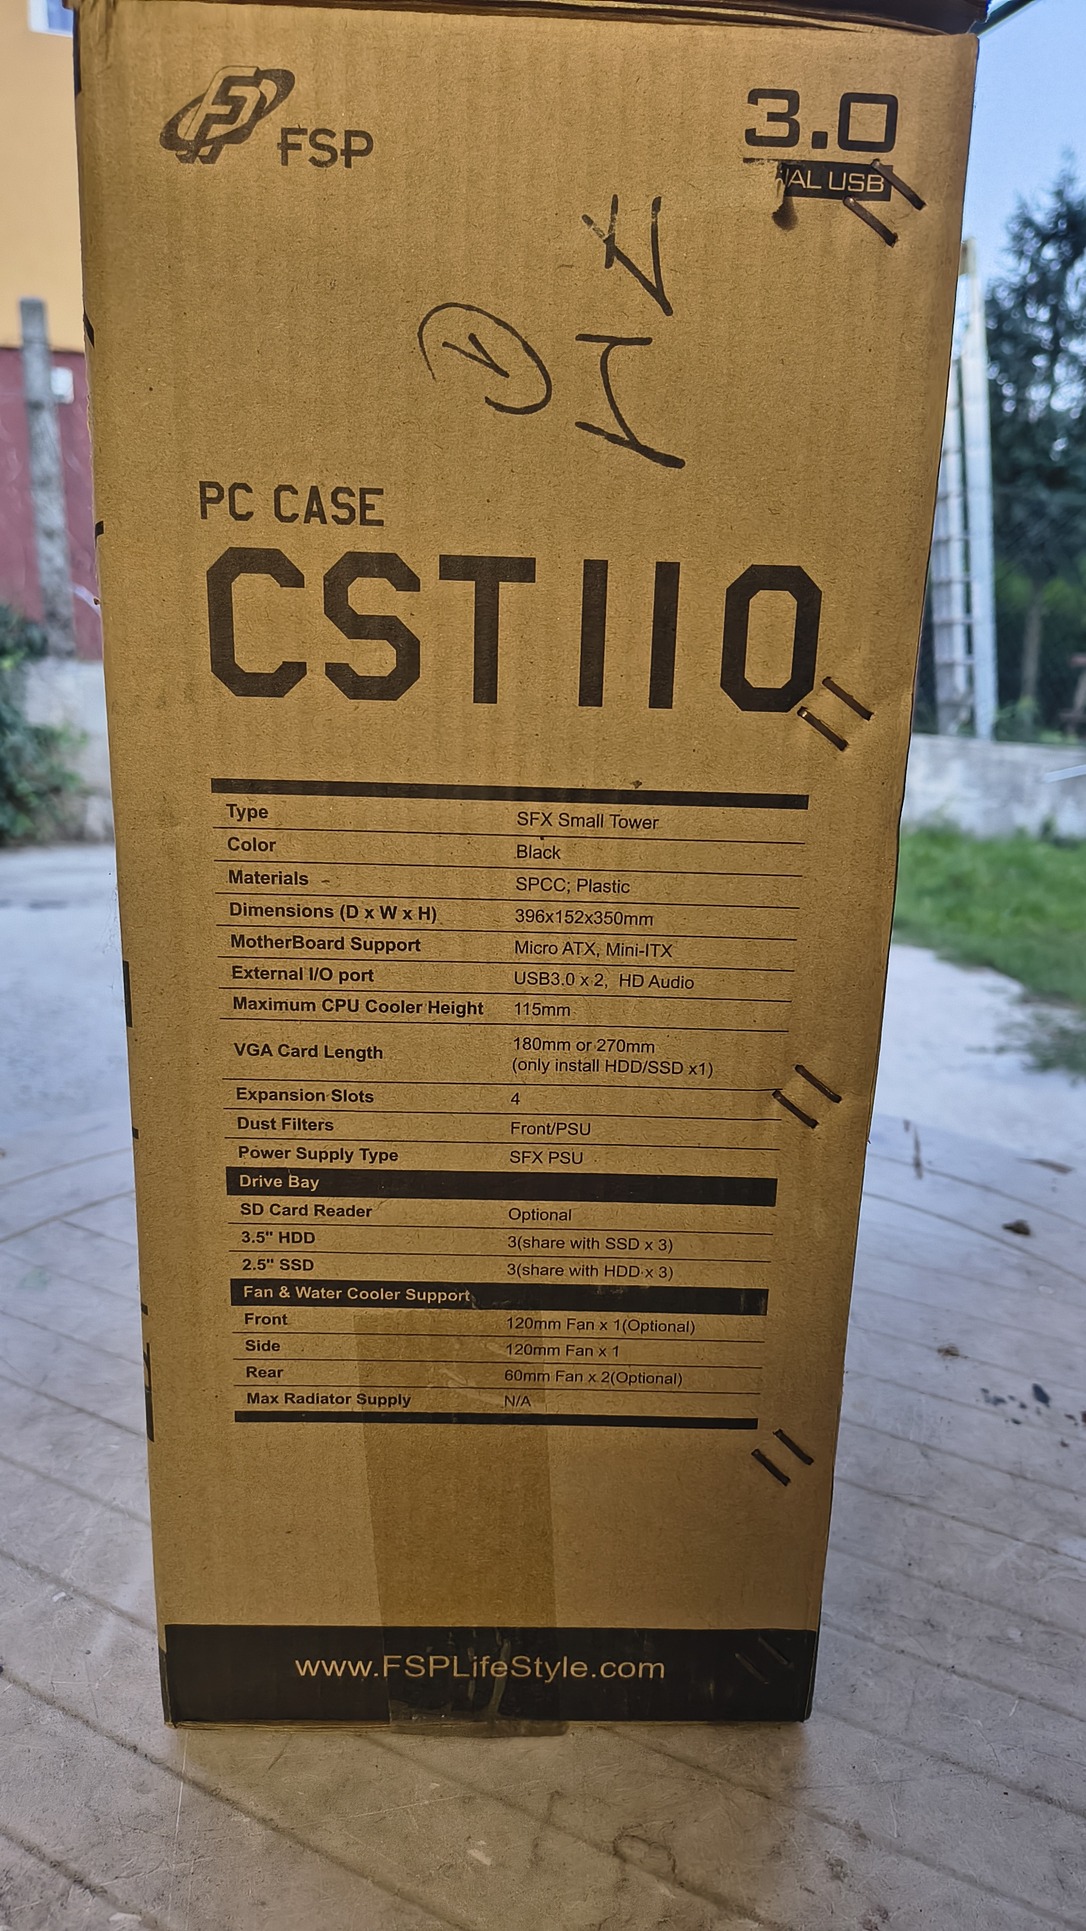 FSP
3.0
UAL USB
PC CASE
CST110
Type SFX Small Tower
Color Black
Materials SPCC; Plastic
Dimensions (D x W x H) 396x152x350mm
MotherBoard Support Micro ATX, Mini-ITX
External I/O port USB3.0 x 2, HD Audio
Maximum CPU Cooler Height 115mm
VGA Card Length 180mm or 270mm
(only install HDD/SSD x1)
Expansion Slots 4
Dust Filters Front/PSU
Power Supply Type SFX PSU
Drive Bay
SD Card Reader Optional
3.5" HDD 3(share with SSD x 3)
2.5" SSD 3(share with HDD x 3)
Fan & Water Cooler Support
Front 120mm Fan x 1(Optional)
Side 120mm Fan x 1
Rear 60mm Fan x 2(Optional)
Max Radiator Supply N/A
www.FSPLifeStyle.com